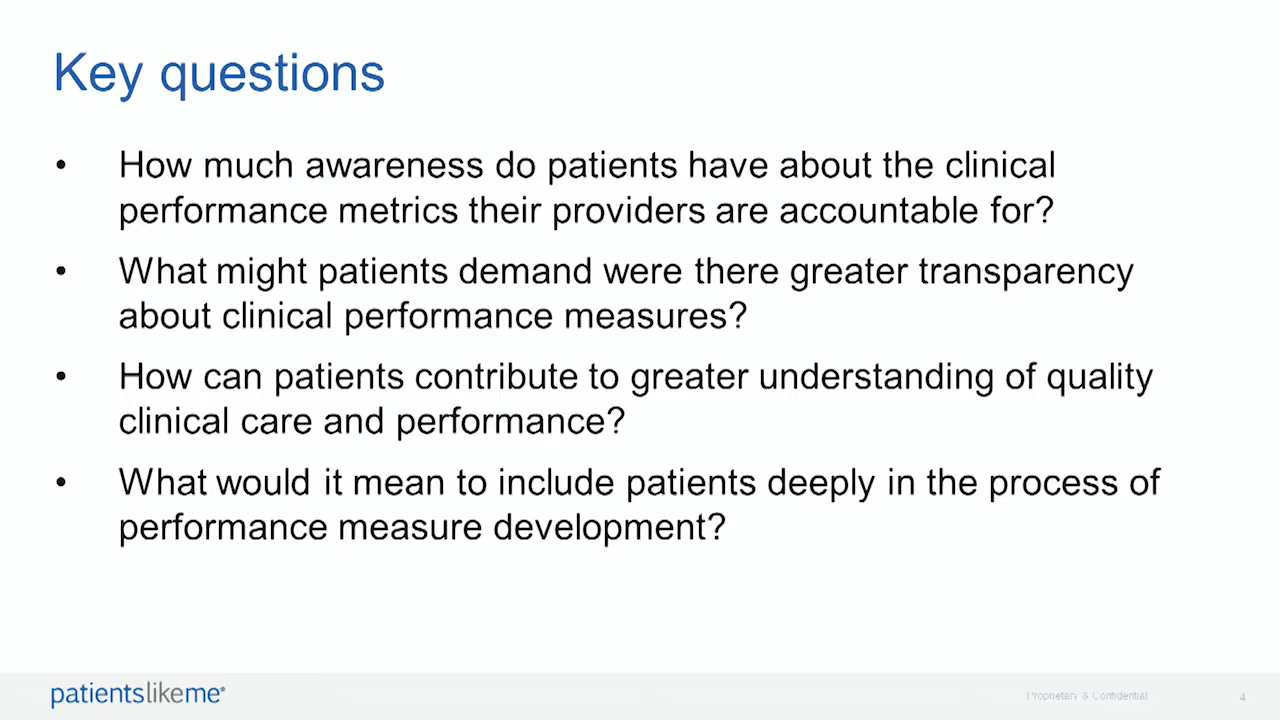 Key questions
• How much awareness do patients have about the clinical
performance metrics their providers are accountable for?
• What might patients demand were there greater transparency
about clinical performance measures?
• How can patients contribute to greater understanding of quality
clinical care and performance?
• What would it mean to include patients deeply in the process of
performance measure development?
patientslikeme®
Proprietary & Confidential
4